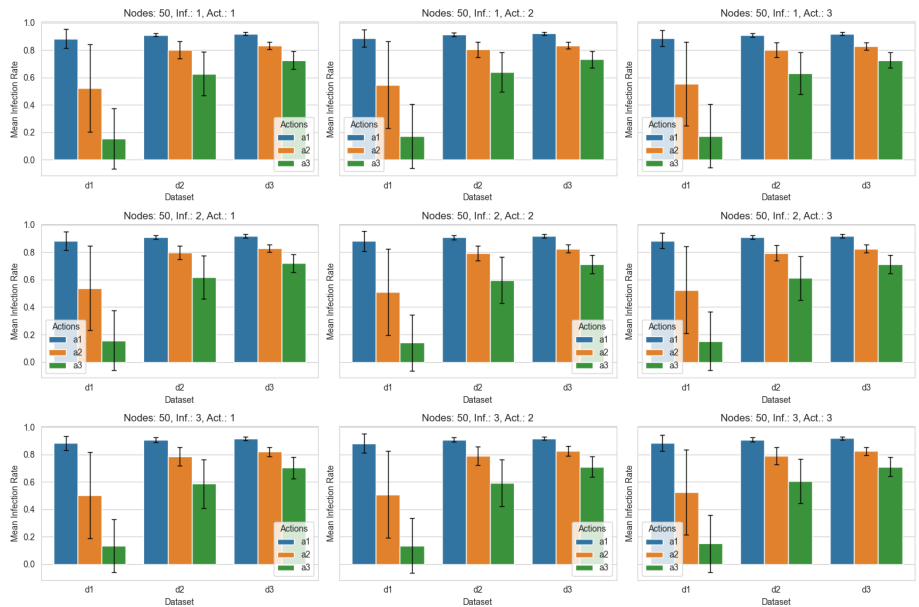 Nodes: 50, Inf.: 1, Act.: 1
Mean Infection Rate
1.0
0.8
0.6
0.4
0.2
0.0
Actions
a1
a2
a3
d1 d2 d3
Dataset
Nodes: 50, Inf.: 1, Act.: 2
Mean Infection Rate
Actions
a1
a2
a3
d1 d2 d3
Dataset
Nodes: 50, Inf.: 1, Act.: 3
Mean Infection Rate
Actions
a1
a2
a3
d1 d2 d3
Dataset
Nodes: 50, Inf.: 2, Act.: 1
Mean Infection Rate
1.0
0.8
0.6
0.4
0.2
0.0
Actions
a1
a2
a3
d1 d2 d3
Dataset
Nodes: 50, Inf.: 2, Act.: 2
Mean Infection Rate
Actions
a1
a2
a3
d1 d2 d3
Dataset
Nodes: 50, Inf.: 2, Act.: 3
Mean Infection Rate
Actions
a1
a2
a3
d1 d2 d3
Dataset
Nodes: 50, Inf.: 3, Act.: 1
Mean Infection Rate
1.0
0.8
0.6
0.4
0.2
0.0
Actions
a1
a2
a3
d1 d2 d3
Dataset
Nodes: 50, Inf.: 3, Act.: 2
Mean Infection Rate
Actions
a1
a2
a3
d1 d2 d3
Dataset
Nodes: 50, Inf.: 3, Act.: 3
Mean Infection Rate
Actions
a1
a2
a3
d1 d2 d3
Dataset